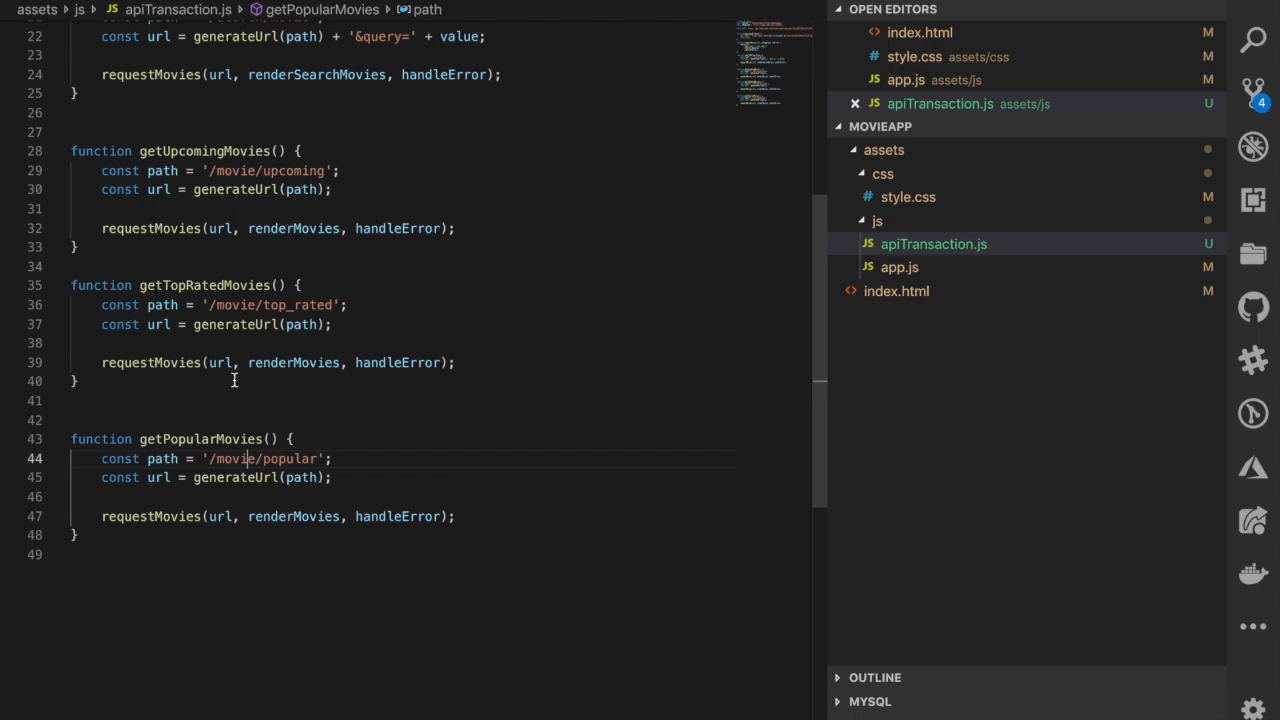 assets > js > JS apiTransaction.js > getPopularMovies > path
22 const url = generateUrl(path) + '&query=' + value;
23
24 requestMovies(url, renderSearchMovies, handleError);
25 }
26
27
28 function getUpcomingMovies() {
29 const path = '/movie/upcoming';
30 const url = generateUrl(path);
31
32 requestMovies(url, renderMovies, handleError);
33 }
34
35 function getTopRatedMovies() {
36 const path = '/movie/top_rated';
37 const url = generateUrl(path);
38
39 requestMovies(url, renderMovies, handleError);
40 }
41
42
43 function getPopularMovies() {
44 const path = '/movie/popular';
45 const url = generateUrl(path);
46
47 requestMovies(url, renderMovies, handleError);
48 }
49
OPEN EDITORS
<> index.html M
# style.css assets/css M
JS app.js assets/js M
JS apiTransaction.js assets/js U
MOVIEAPP
assets
css
# style.css M
js
JS apiTransaction.js U
JS app.js M
<> index.html M
OUTLINE
MYSQL
4